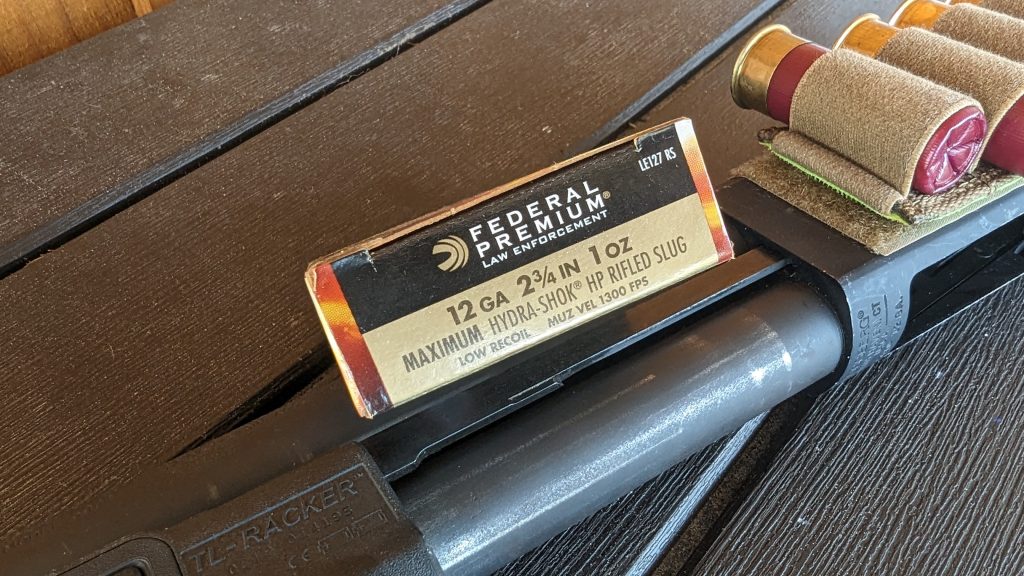 LE127 RS
FEDERAL
PREMIUM®
LAW ENFORCEMENT
12 GA 2¾ IN 1 OZ
MAXIMUM HYDRA-SHOK® HP RIFLED SLUG
LOW RECOIL MUZ VEL 1300 FPS
TL-RACKER™